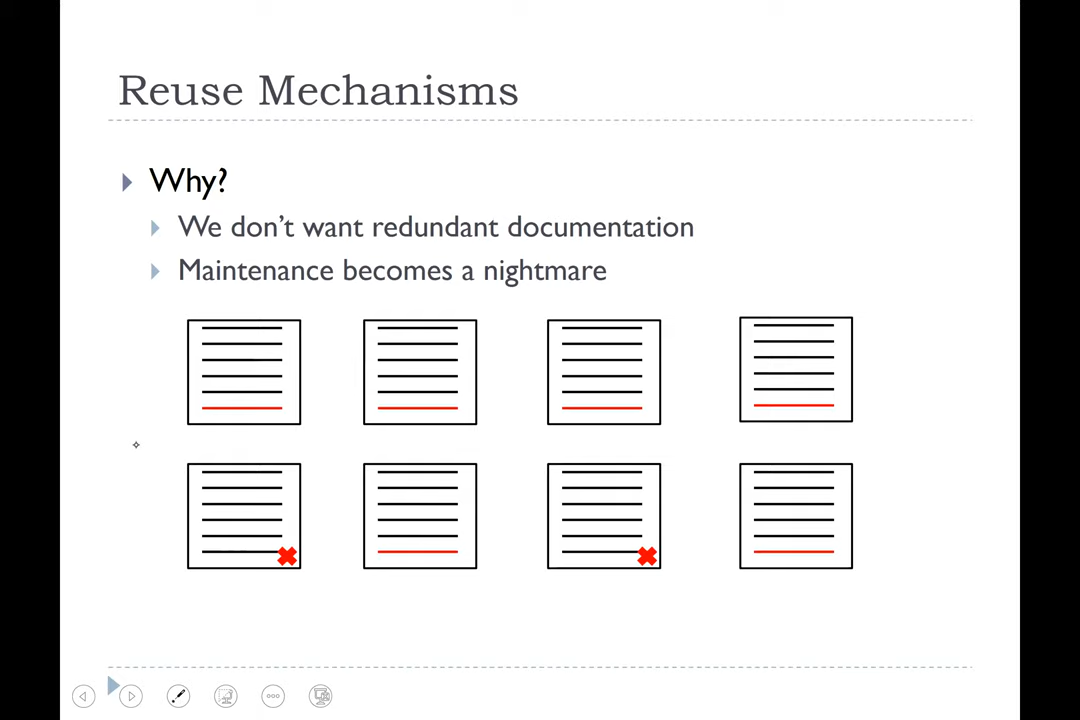 Reuse Mechanisms
Why?
We don't want redundant documentation
Maintenance becomes a nightmare